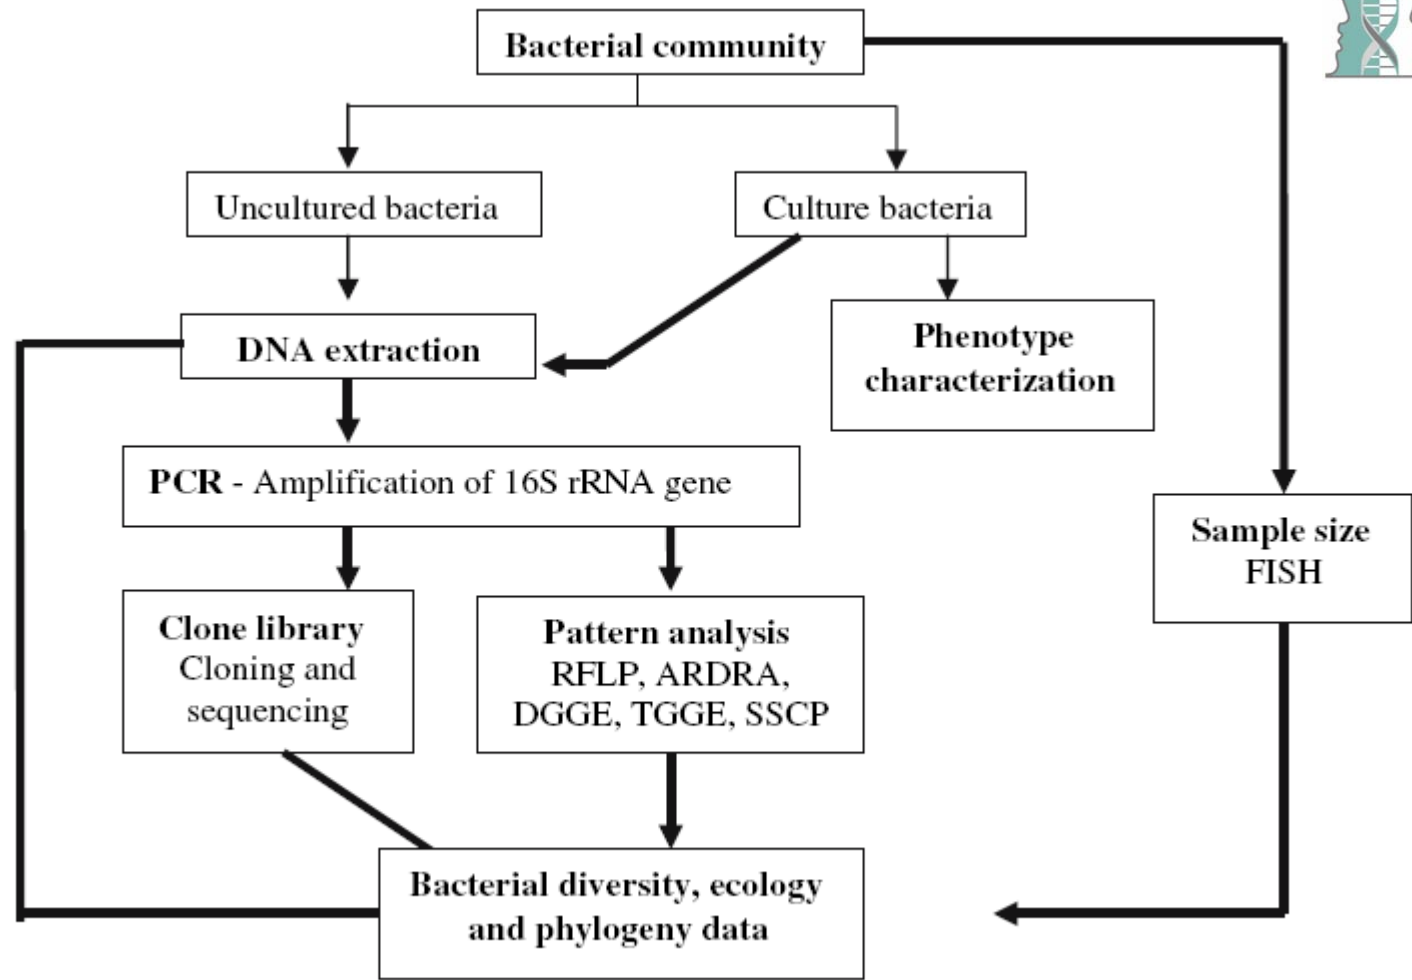 Bacterial community
Uncultured bacteria
Culture bacteria
DNA extraction
Phenotype
characterization
PCR - Amplification of 16S rRNA gene
Sample size
FISH
Clone library
Cloning and
sequencing
Pattern analysis
RFLP, ARDRA,
DGGE, TGGE, SSCP
Bacterial diversity, ecology
and phylogeny data